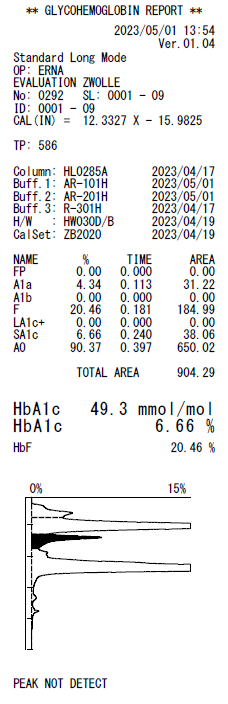 ** GLYCOHEMOGLOBIN REPORT **
2023/05/01 13:54
Ver.01.04
Standard Long Mode
OP: ERNA
EVALUATION ZWOLLE
No: 0292 SL: 0001 - 09
ID: 0001 - 09
CAL(IN) = 12.3327 X - 15.9825
TP: 586
Column: HL0285A 2023/04/17
Buff.1: AR-101H 2023/05/01
Buff.2: AR-201H 2023/05/01
Buff.3: R-301H 2023/04/17
H/W : HW030D/B 2023/04/19
CalSet: ZB2020 2023/04/19
NAME % TIME AREA
FP 0.00 0.000 0.00
A1a 4.34 0.113 31.22
A1b 0.00 0.000 0.00
F 20.46 0.181 184.99
LA1c+ 0.00 0.000 0.00
SA1c 6.66 0.240 38.06
A0 90.37 0.397 650.02
TOTAL AREA 904.29
HbA1c 49.3 mmol/mol
HbA1c 6.66 %
HbF 20.46 %
0% 15%
PEAK NOT DETECT